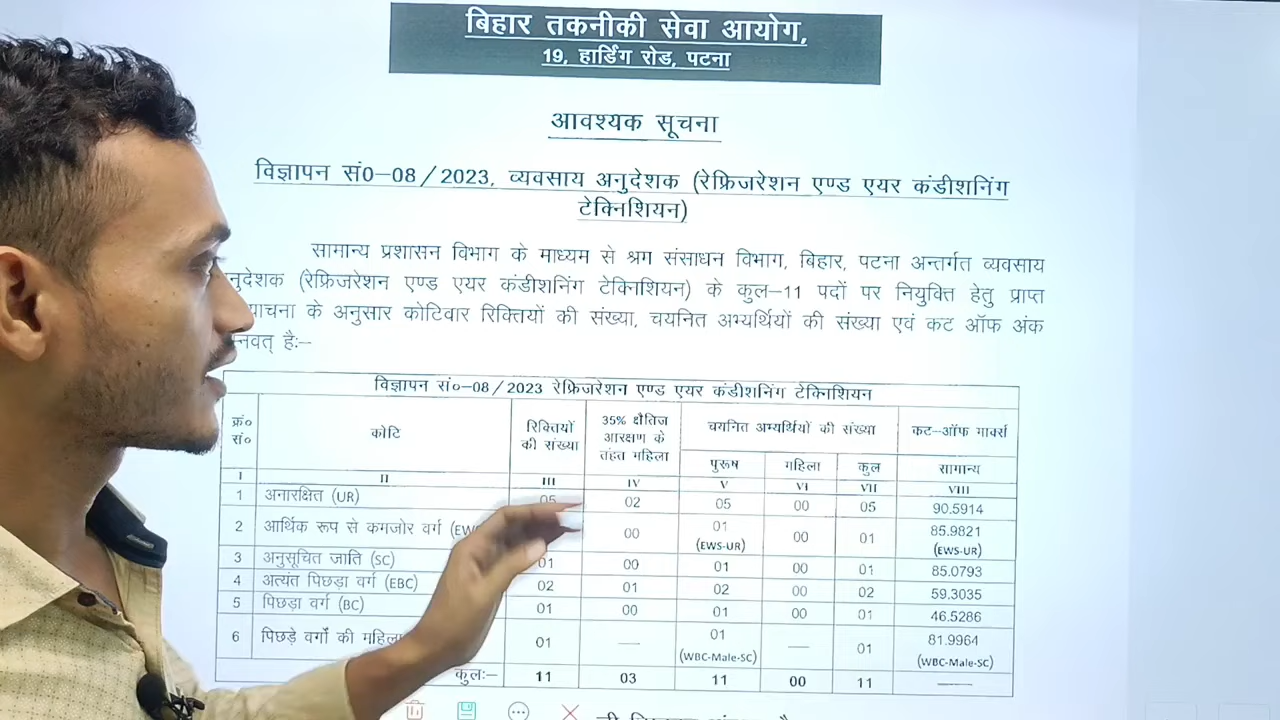 बिहार तकनीकी सेवा आयोग,
19, हार्डिंग रोड, पटना
आवश्यक सूचना
विज्ञापन सं0–08/2023, व्यवसाय अनुदेशक (रेफ्रिजरेशन एण्ड एयर कंडीशनिंग
टेक्निशियन)
सामान्य प्रशासन विभाग के माध्यम से श्रग संसाधन विभाग, बिहार, पटना अन्तर्गत व्यवसाय
नुदेशक (रेफ्रिजरेशन एण्ड एयर कंडीशनिंग टेक्निशियन) के कुल–11 पदों पर नियुक्ति हेतु प्राप्त
याचना के अनुसार कोटिवार रिक्तियों की संख्या, चयनित अभ्यर्थियों की संख्या एवं कट ऑफ अंक
म्नवत् है:–
विज्ञापन सं०–08/2023 रेफ्रिजरेशन एण्ड एयर कंडीशनिंग टेक्निशियन
क्रं० सं० कोटि रिक्तियों की संख्या 35% क्षैतिज आरक्षण के तहत महिला चयनित अभ्यर्थियों की संख्या कट–ऑफ गार्क्स
पुरूष महिला कुल सामान्य
I II III IV V VI VII VIII
1 अनारक्षित (UR) 05 02 05 00 05 90.5914
2 आर्थिक रूप से कमजोर वर्ग (EW 00 01 (EWS-UR) 00 01 85.9821 (EWS-UR)
3 अनुसूचित जाति (SC) 01 00 01 00 01 85.0793
4 अत्यंत पिछड़ा वर्ग (EBC) 02 01 02 00 02 59.3035
5 पिछड़ा वर्ग (BC) 01 00 01 00 01 46.5286
6 पिछड़े वर्गों की महिल 01 — 01 (WBC-Male-SC) — 01 81.9964 (WBC-Male-SC)
कुल:– 11 03 11 00 11 —